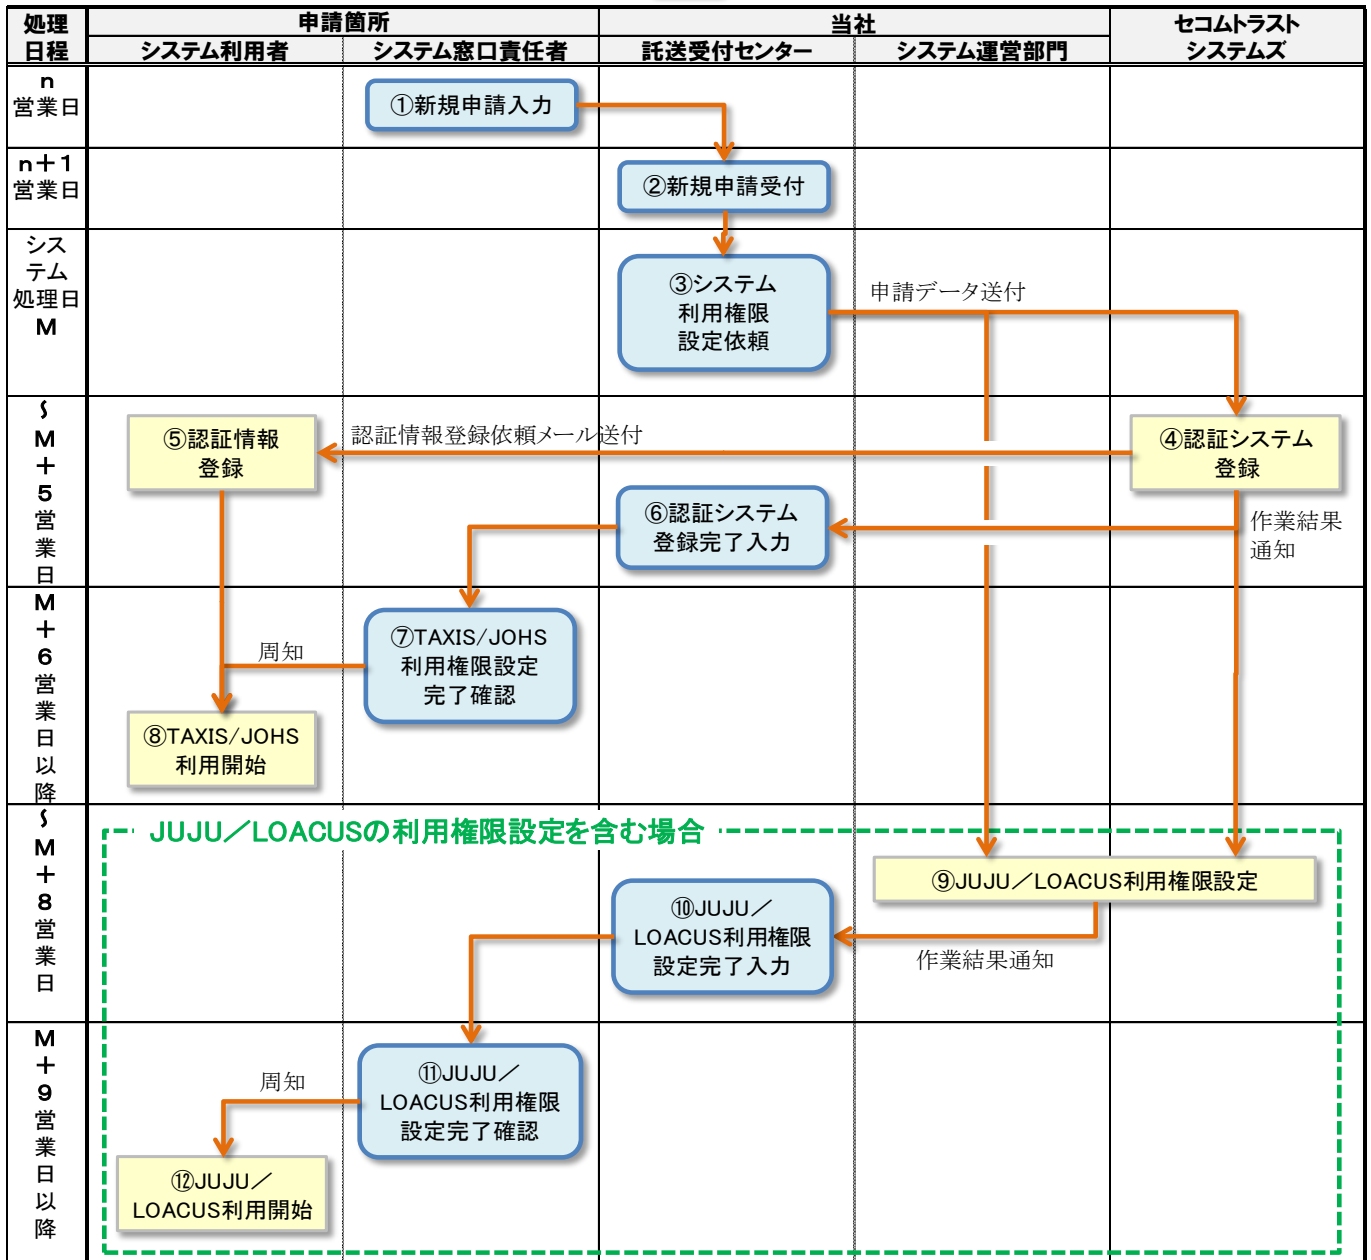 処理
日程
申請箇所
当社
セコムトラスト
システムズ
システム利用者
システム窓口責任者
託送受付センター
システム運営部門
n
営業日
①新規申請入力
n＋1
営業日
②新規申請受付
シス
テム
処理日
M
③システム
利用権限
設定依頼
申請データ送付
～
M
＋
5
営
業
日
⑤認証情報
登録
認証情報登録依頼メール送付
④認証システム
登録
⑥認証システム
登録完了入力
作業結果
通知
M
＋
6
営
業
日
以
降
⑦TAXIS/JOHS
利用権限設定
完了確認
周知
⑧TAXIS/JOHS
利用開始
～
M
＋
8
営
業
日
JUJU／LOACUSの利用権限設定を含む場合
⑨JUJU／LOACUS利用権限設定
⑩JUJU／
LOACUS利用権限
設定完了入力
作業結果通知
M
＋
9
営
業
日
以
降
⑪JUJU／
LOACUS利用権限
設定完了確認
周知
⑫JUJU／
LOACUS利用開始